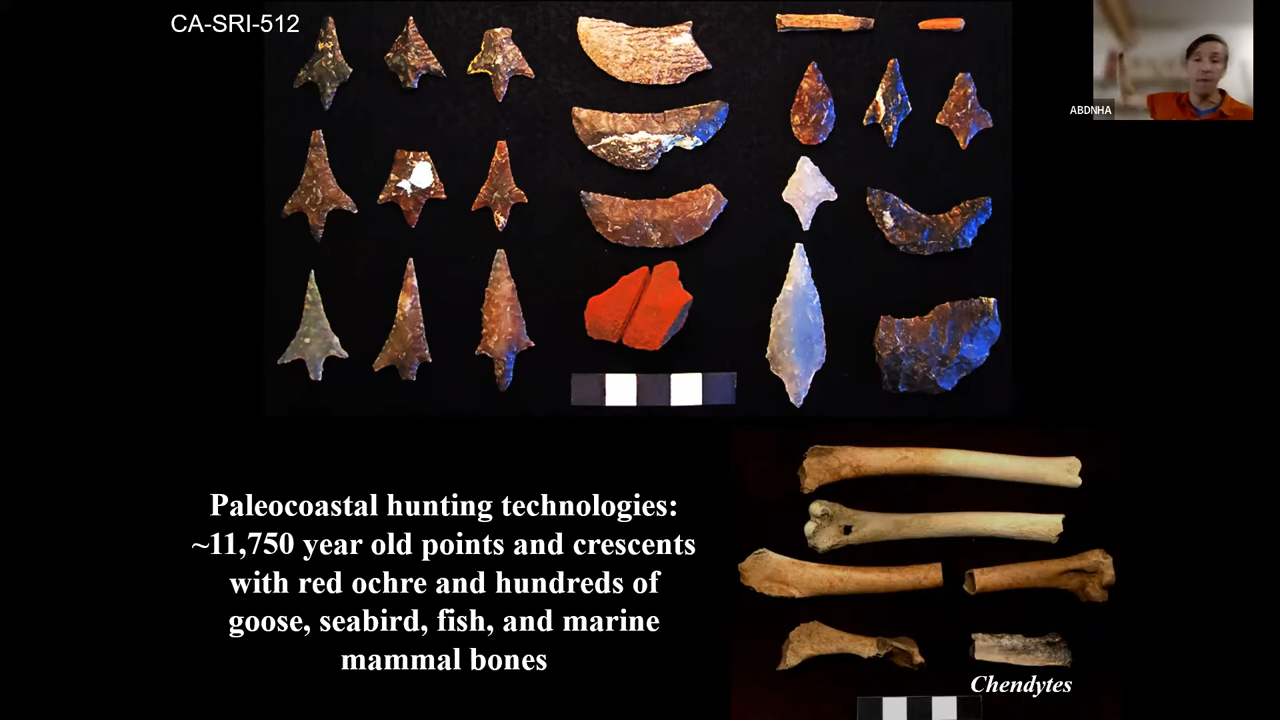 CA-SRI-512
ABDNHA
Paleocoastal hunting technologies:
~11,750 year old points and crescents
with red ochre and hundreds of
goose, seabird, fish, and marine
mammal bones
Chendytes